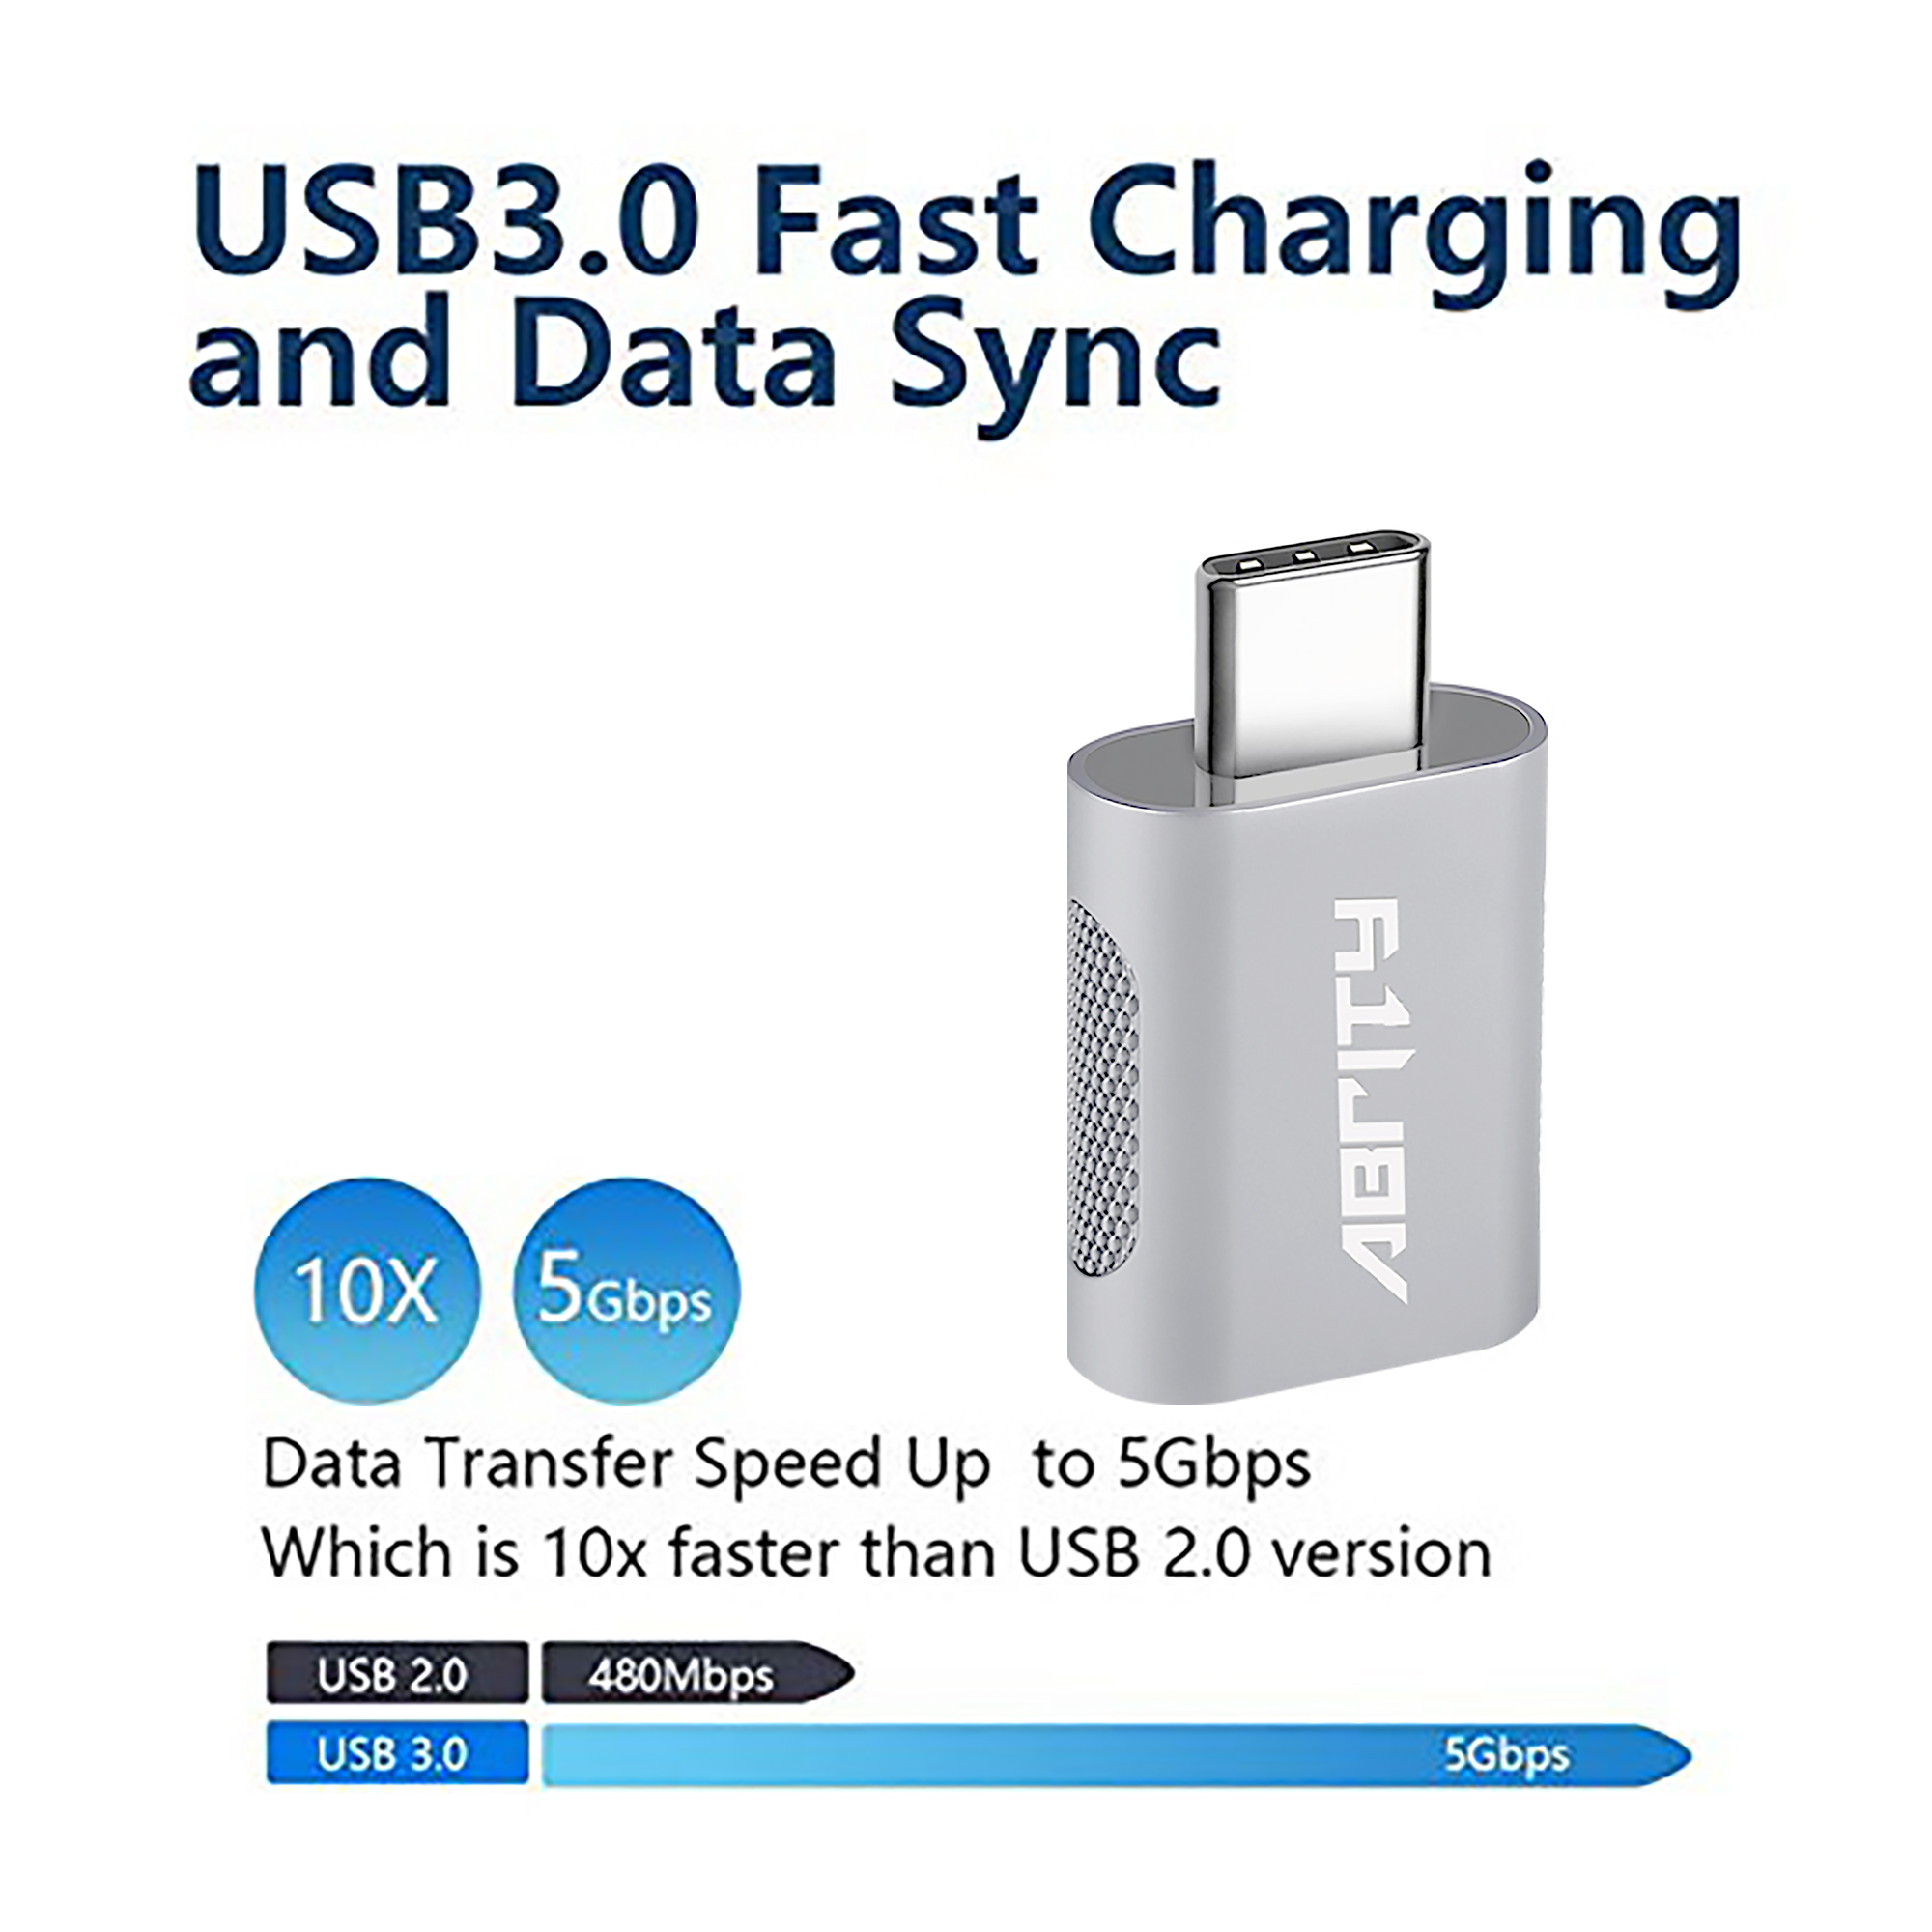 USB3.0 Fast Charging
and Data Sync
10X
5Gbps
Data Transfer Speed Up to 5Gbps
Which is 10x faster than USB 2.0 version
USB 2.0
480Mbps
USB 3.0
5Gbps